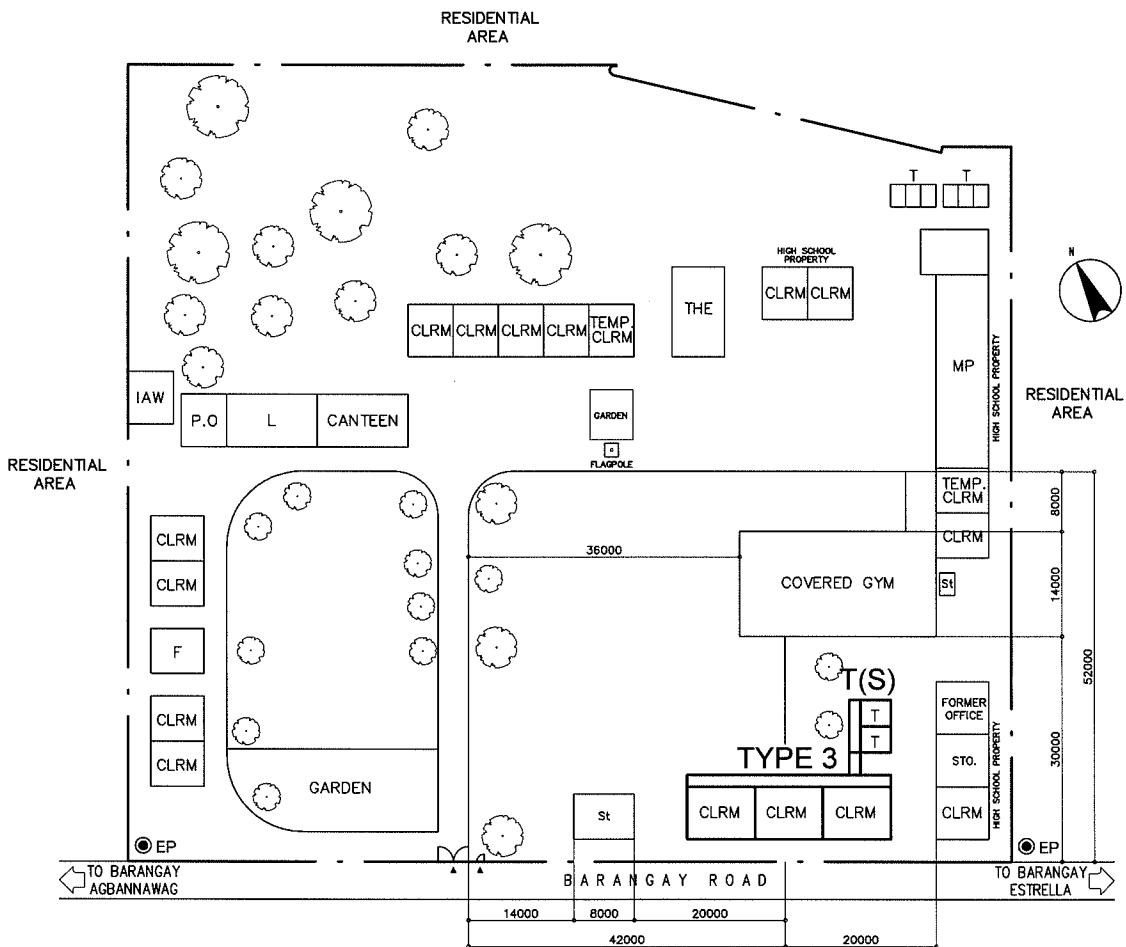 RESIDENTIAL
AREA
T T
N
HIGH SCHOOL
PROPERTY
CLRM CLRM
THE
CLRM CLRM CLRM CLRM TEMP.
CLRM
MP
HIGH SCHOOL PROPERTY
RESIDENTIAL
AREA
IAW
P.O L CANTEEN
GARDEN
FLAGPOLE
RESIDENTIAL
AREA
TEMP.
CLRM
CLRM
8000
36000
COVERED GYM
St
14000
52000
CLRM
CLRM
F
CLRM
CLRM
T(S)
T
T
FORMER
OFFICE
STO.
CLRM
HIGH SCHOOL PROPERTY
30000
TYPE 3
CLRM CLRM CLRM
GARDEN
St
EP
EP
TO BARANGAY
AGBANNAWAG
BARANGAY ROAD
TO BARANGAY
ESTRELLA
14000 8000 20000
42000 20000